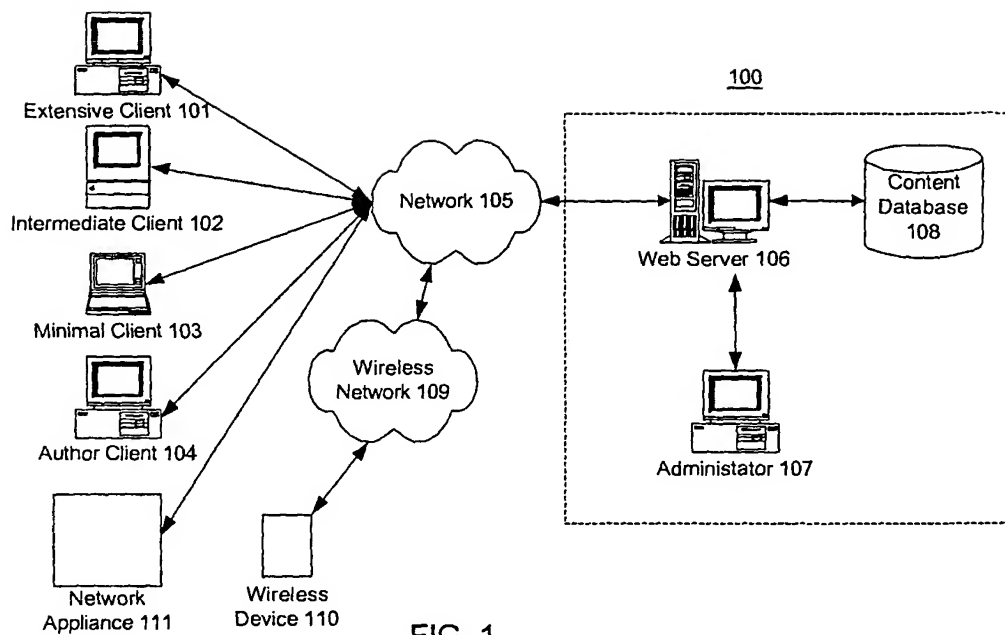 Extensive Client 101
Intermediate Client 102
Minimal Client 103
Author Client 104
Network
Appliance 111
Network 105
Wireless
Network 109
Wireless
Device 110
100
Web Server 106
Content
Database
108
Administator 107
FIG. 1